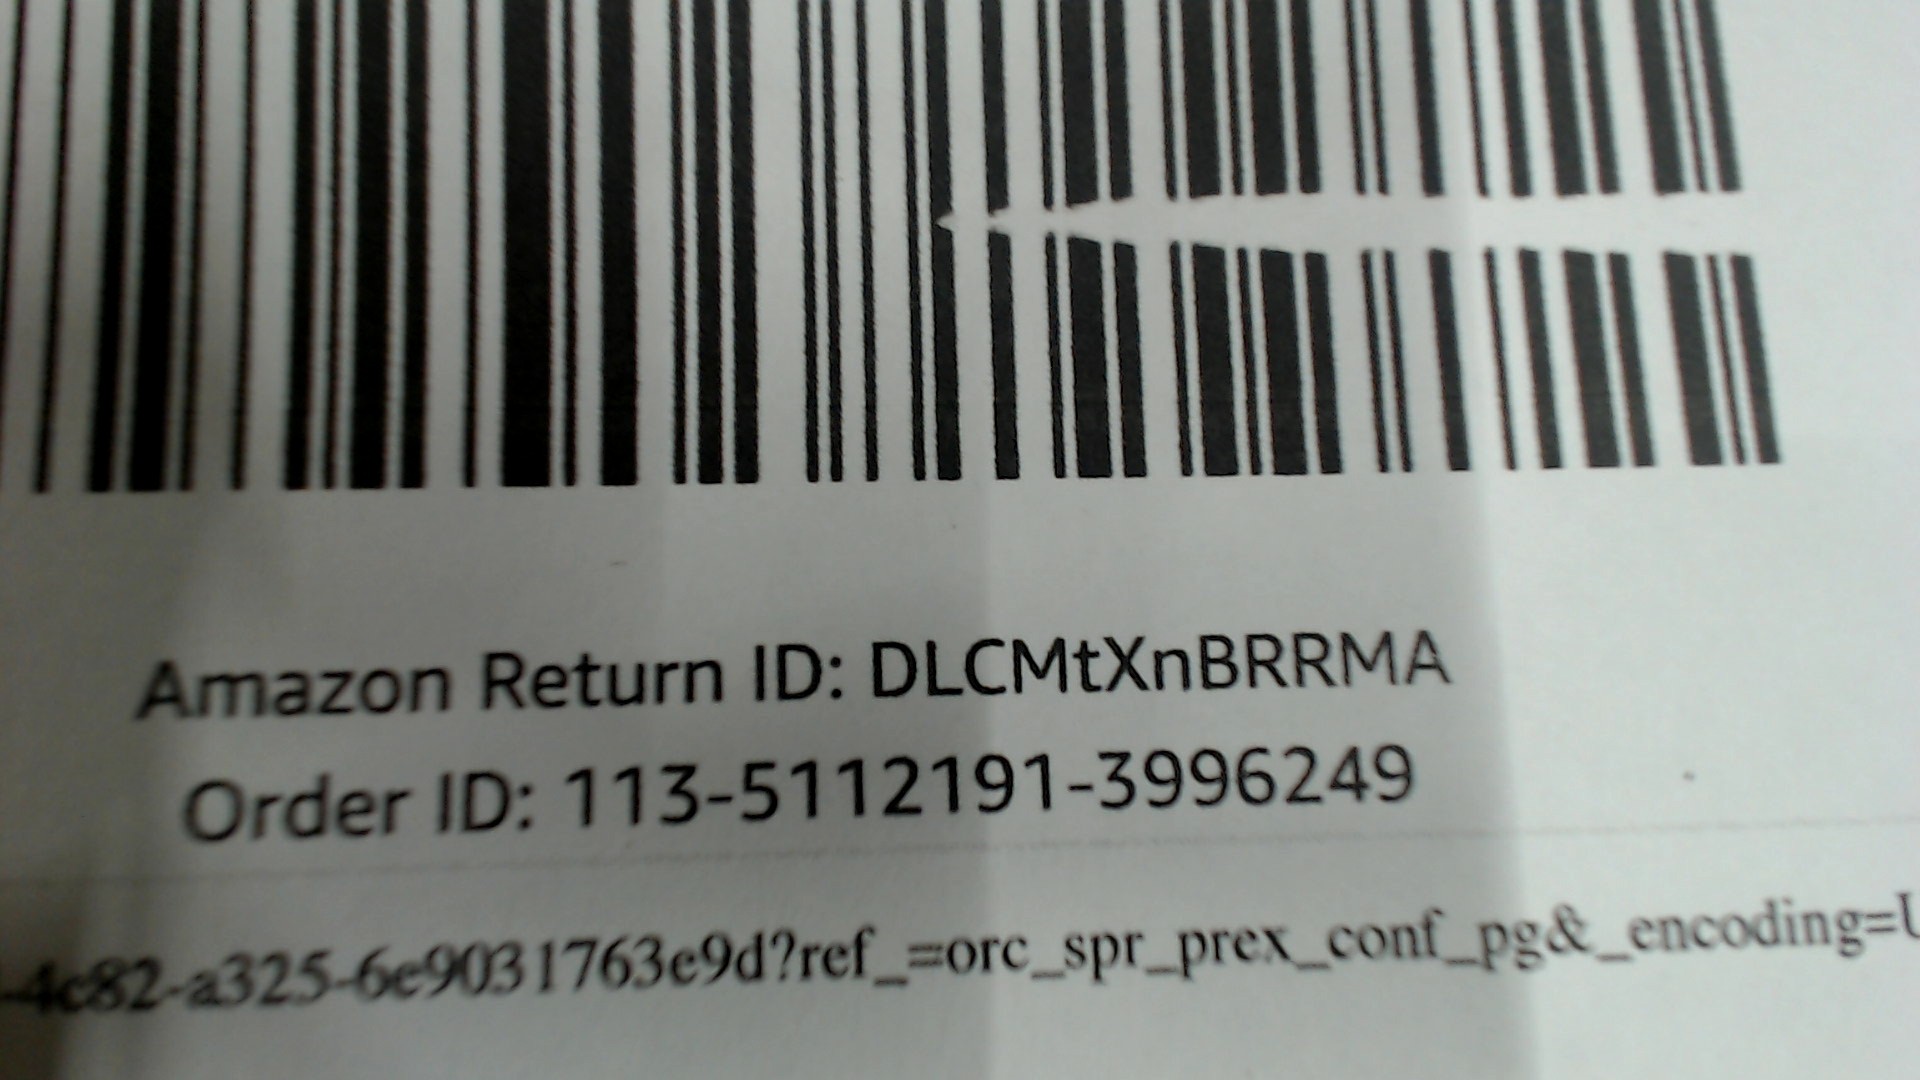 Amazon Return ID: DLCMtXnBRRMA
Order ID: 113-5112191-3996249
-4c82-a325-6e9031763e9d?ref_=orc_spr_prex_conf_pg&_encoding=U